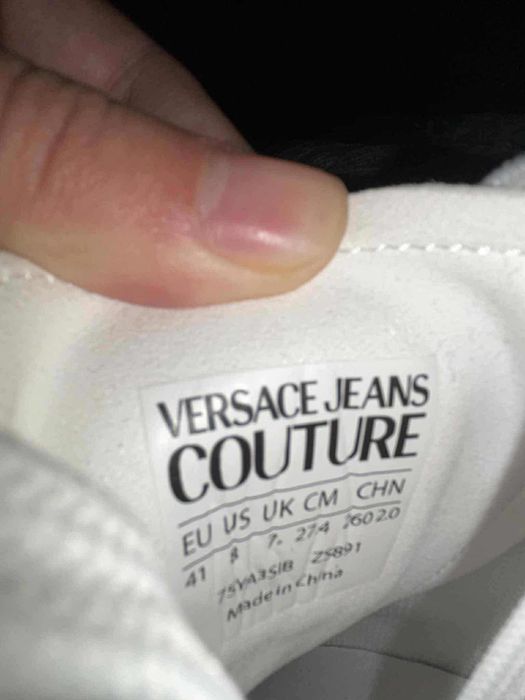 VERSACE JEANS
COUTURE
EU US UK CM CHN
41 8 7. 27.4 260 2.0
75YA3SIB ZS891
Made in China